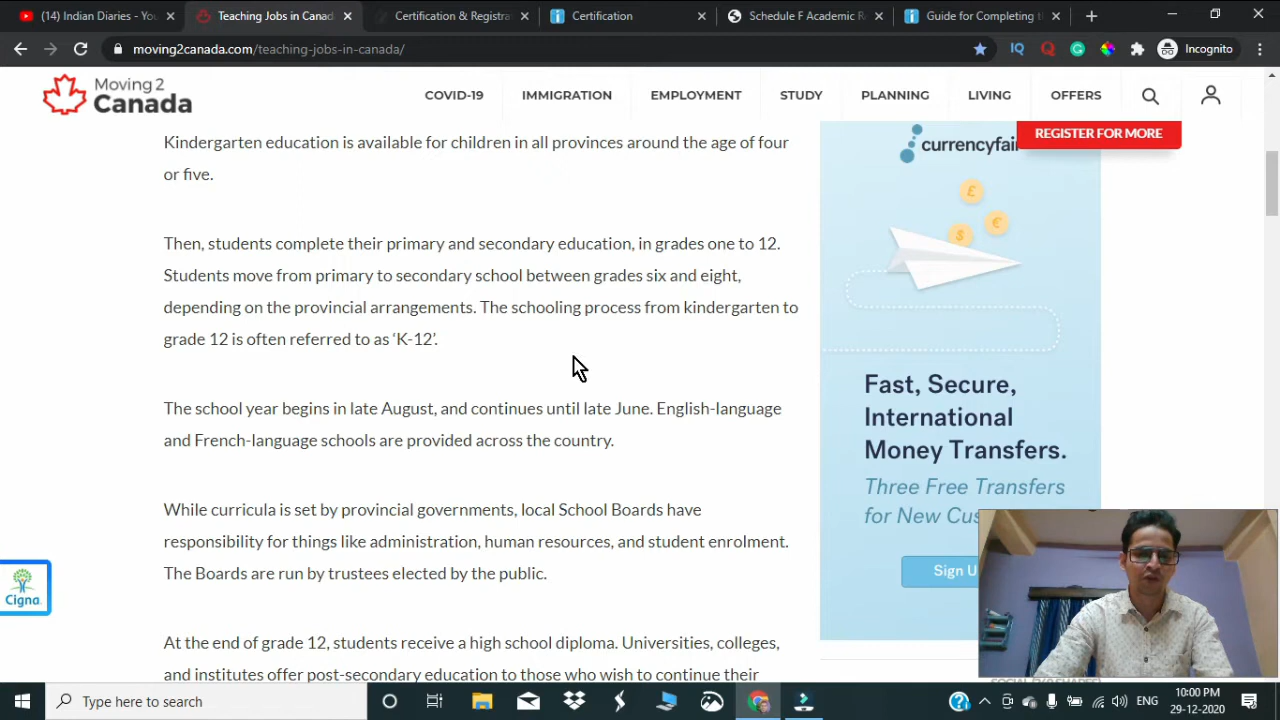 (14) Indian Diaries - Yo
Teaching Jobs in Canad
Certification & Registra
Certification
Schedule F Academic R
Guide for Completing th
moving2canada.com/teaching-jobs-in-canada/
IQ
Incognito
Moving 2
Canada
COVID-19
IMMIGRATION
EMPLOYMENT
STUDY
PLANNING
LIVING
OFFERS
REGISTER FOR MORE
Kindergarten education is available for children in all provinces around the age of four
or five.
Then, students complete their primary and secondary education, in grades one to 12.
Students move from primary to secondary school between grades six and eight,
depending on the provincial arrangements. The schooling process from kindergarten to
grade 12 is often referred to as ‘K-12’.
The school year begins in late August, and continues until late June. English-language
and French-language schools are provided across the country.
While curricula is set by provincial governments, local School Boards have
responsibility for things like administration, human resources, and student enrolment.
The Boards are run by trustees elected by the public.
At the end of grade 12, students receive a high school diploma. Universities, colleges,
and institutes offer post-secondary education to those who wish to continue their
currencyfair
£
€
$
Fast, Secure,
International
Money Transfers.
Three Free Transfers
for New Cus
Sign U
Cigna
Type here to search
ENG
10:00 PM
29-12-2020